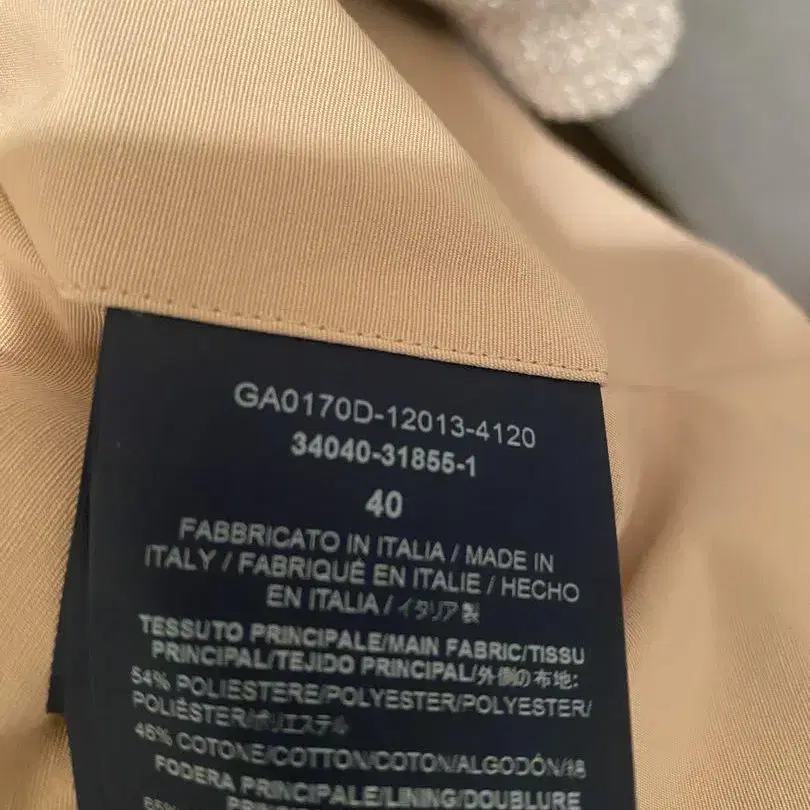 GA0170D-12013-4120
34040-31855-1
40
FABBRICATO IN ITALIA / MADE IN
ITALY / FABRIQUÉ EN ITALIE / HECHO
EN ITALIA / イタリア製
TESSUTO PRINCIPALE/MAIN FABRIC/TISSU
PRINCIPAL/TEJIDO PRINCIPAL/外側の布地:
54% POLIESTERE/POLYESTER/POLYESTER/
POLIÉSTER/ポリエステル
46% COTONE/COTTON/COTON/ALGODÓN/綿
FODERA PRINCIPALE/LINING/DOUBLURE